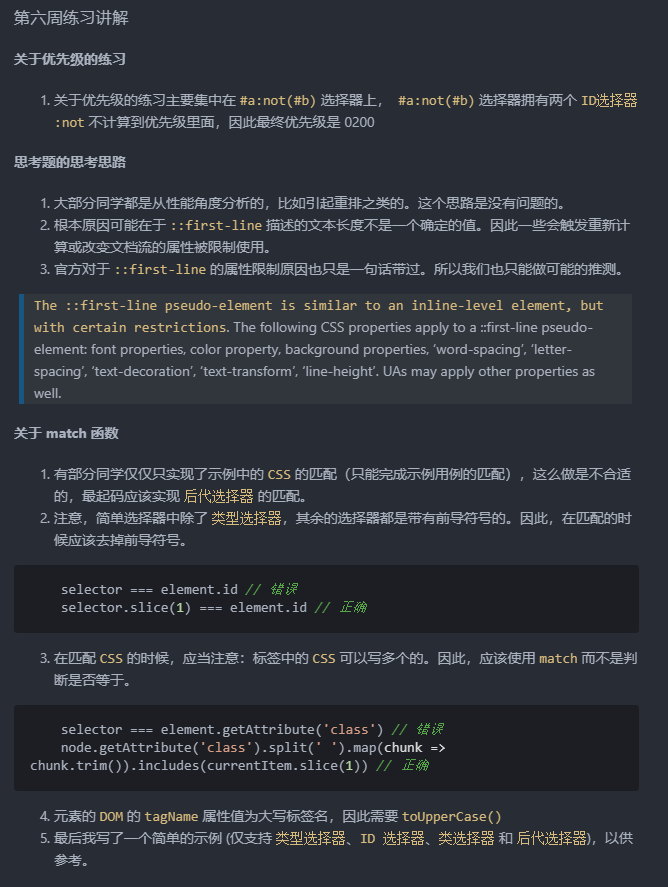 第六周练习讲解
关于优先级的练习
1. 关于优先级的练习主要集中在 #a:not(#b) 选择器上， #a:not(#b) 选择器拥有两个 ID选择器
:not 不计算到优先级里面，因此最终优先级是 0200
思考题的思考思路
1. 大部分同学都是从性能角度分析的，比如引起重排之类的。这个思路是没有问题的。
2. 根本原因可能在于 ::first-line 描述的文本长度不是一个确定的值。因此一些会触发重新计
算或改变文档流的属性被限制使用。
3. 官方对于 ::first-line 的属性限制原因也只是一句话带过。所以我们也只能做可能的推测。
The ::first-line pseudo-element is similar to an inline-level element, but
with certain restrictions. The following CSS properties apply to a ::first-line pseudo-
element: font properties, color property, background properties, ‘word-spacing’, ‘letter-
spacing’, ‘text-decoration’, ‘text-transform’, ‘line-height’. UAs may apply other properties as
well.
关于 match 函数
1. 有部分同学仅仅只实现了示例中的 CSS 的匹配（只能完成示例用例的匹配），这么做是不合适
的，最起码应该实现 后代选择器 的匹配。
2. 注意，简单选择器中除了 类型选择器，其余的选择器都是带有前导符号的。因此，在匹配的时
候应该去掉前导符号。
selector === element.id // 错误
selector.slice(1) === element.id // 正确
3. 在匹配 CSS 的时候，应当注意：标签中的 CSS 可以写多个的。因此，应该使用 match 而不是判
断是否等于。
selector === element.getAttribute('class') // 错误
node.getAttribute('class').split(' ').map(chunk =>
chunk.trim()).includes(currentItem.slice(1)) // 正确
4. 元素的 DOM 的 tagName 属性值为大写标签名，因此需要 toUpperCase()
5. 最后我写了一个简单的示例 (仅支持 类型选择器、ID 选择器、类选择器 和 后代选择器)，以供
参考。